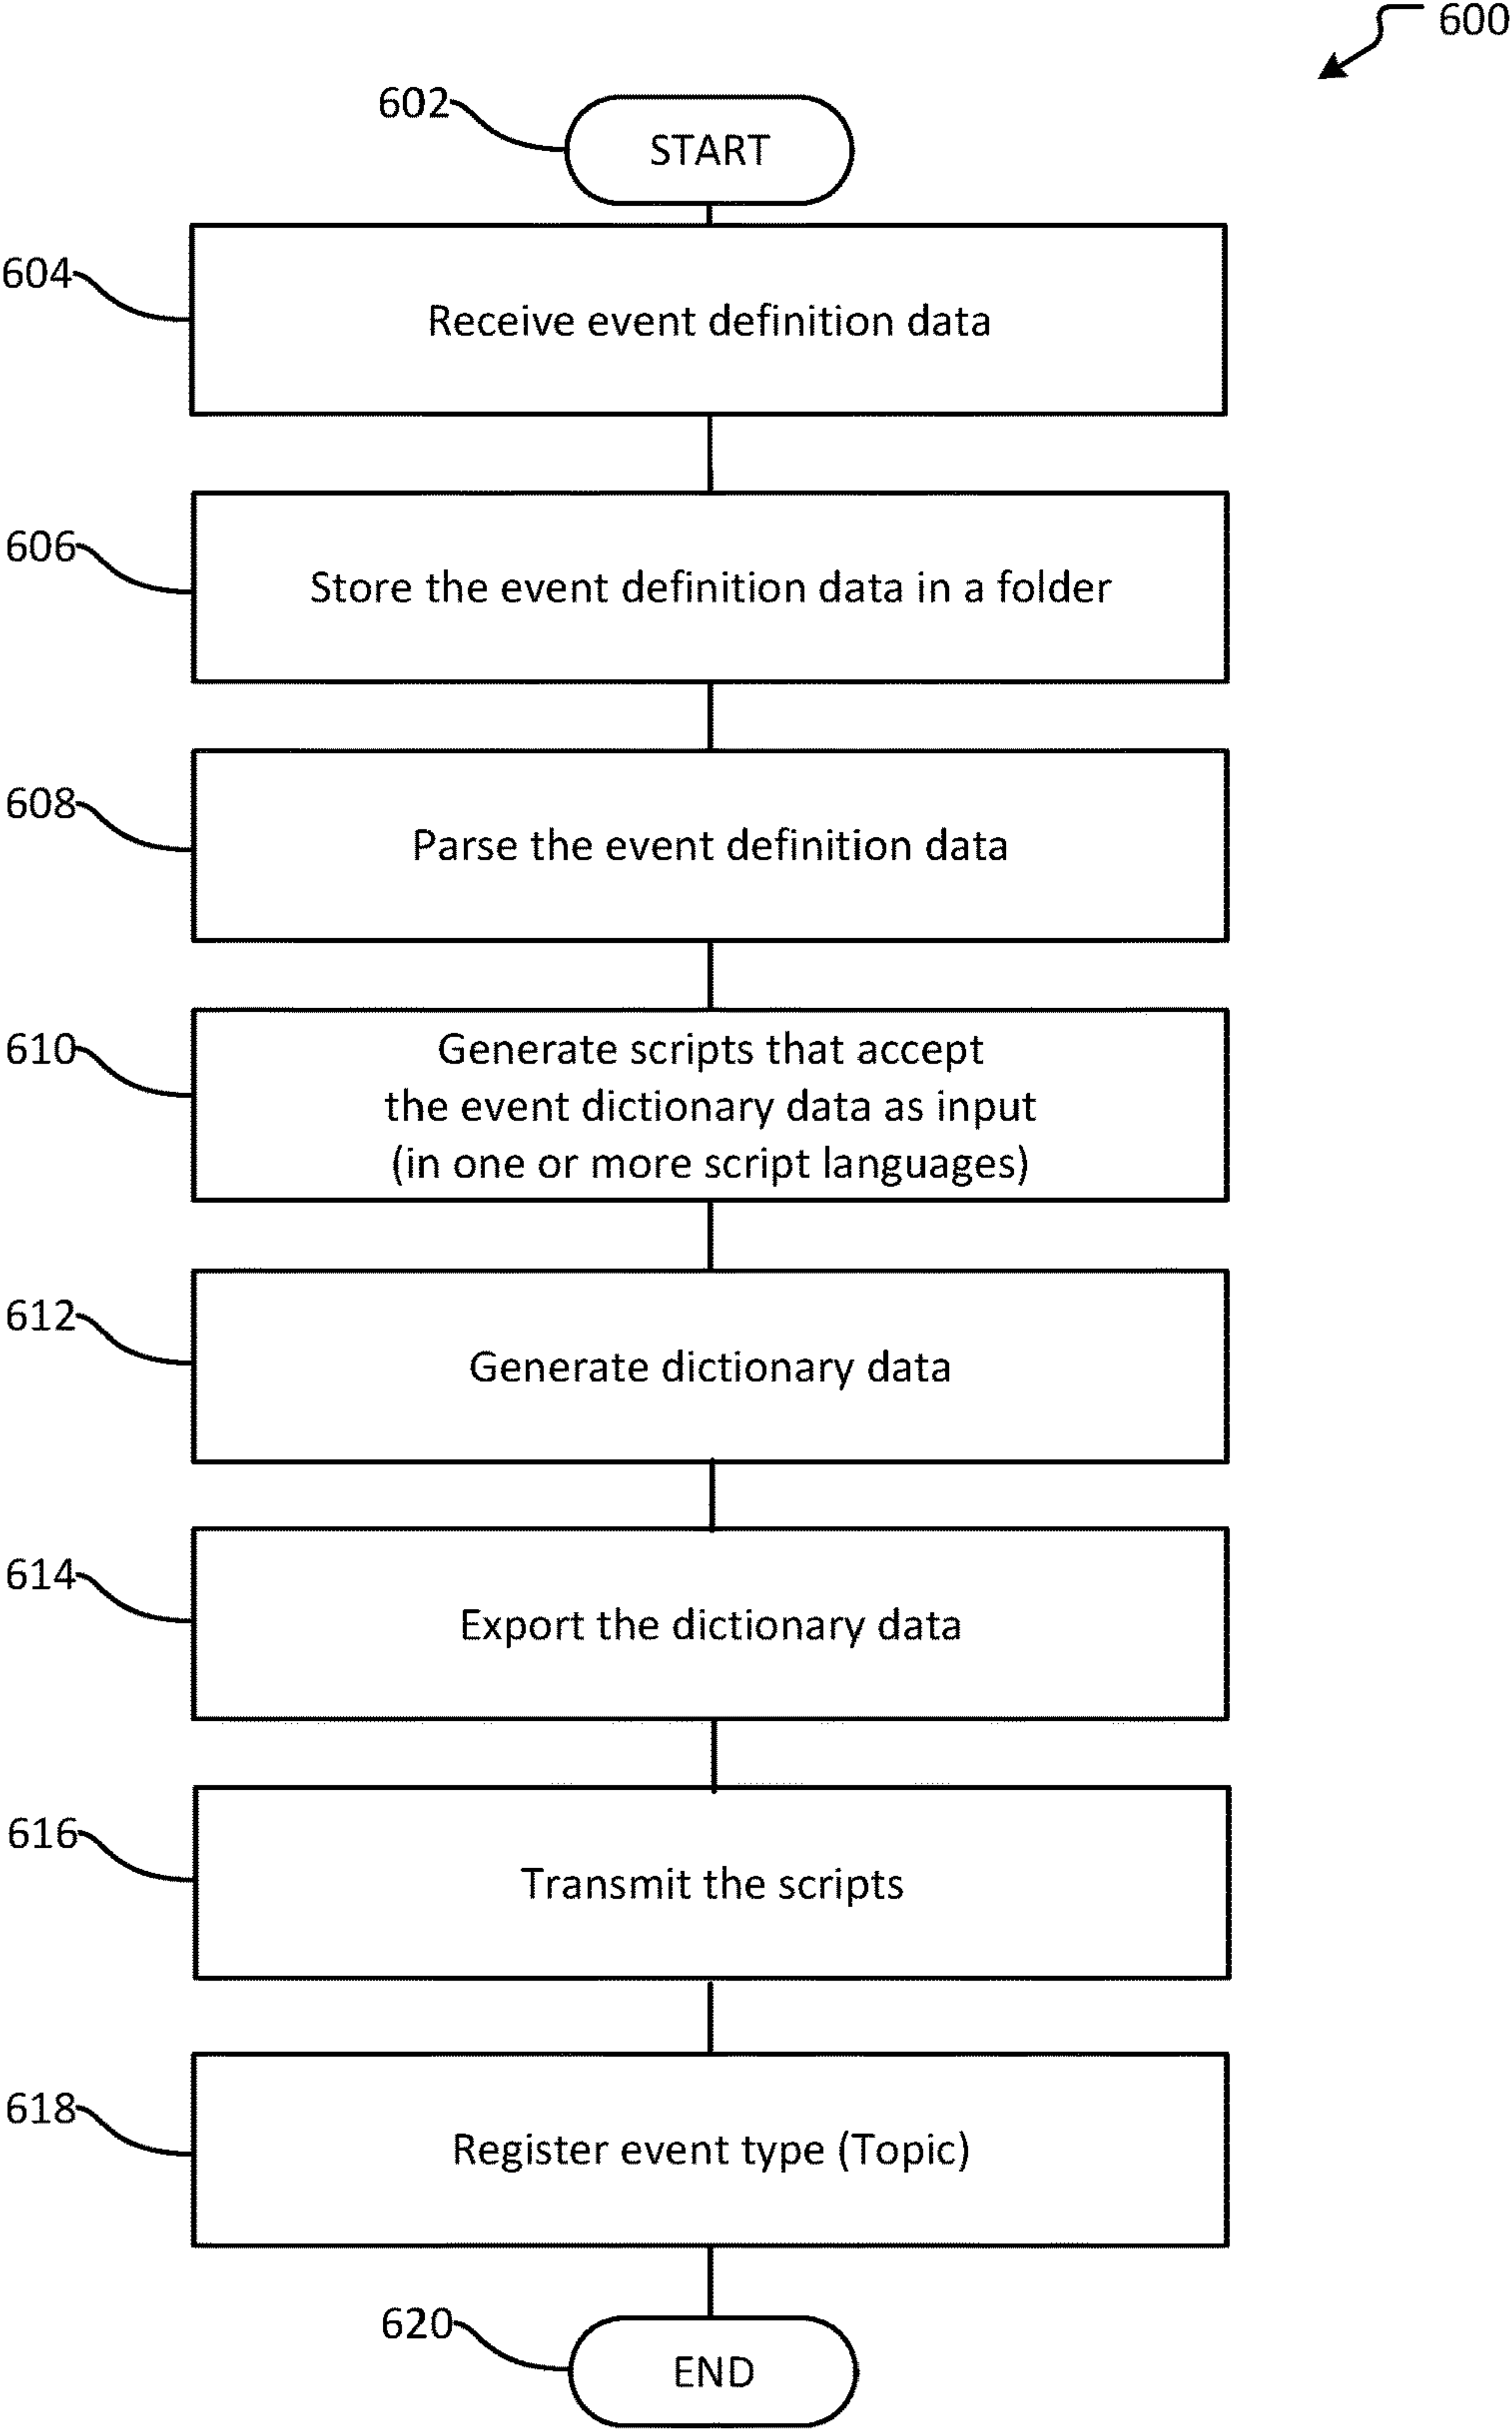 600
602
START
604
Receive event definition data
606
Store the event definition data in a folder
608
Parse the event definition data
610
Generate scripts that accept
the event dictionary data as input
(in one or more script languages)
612
Generate dictionary data
614
Export the dictionary data
616
Transmit the scripts
618
Register event type (Topic)
620
END